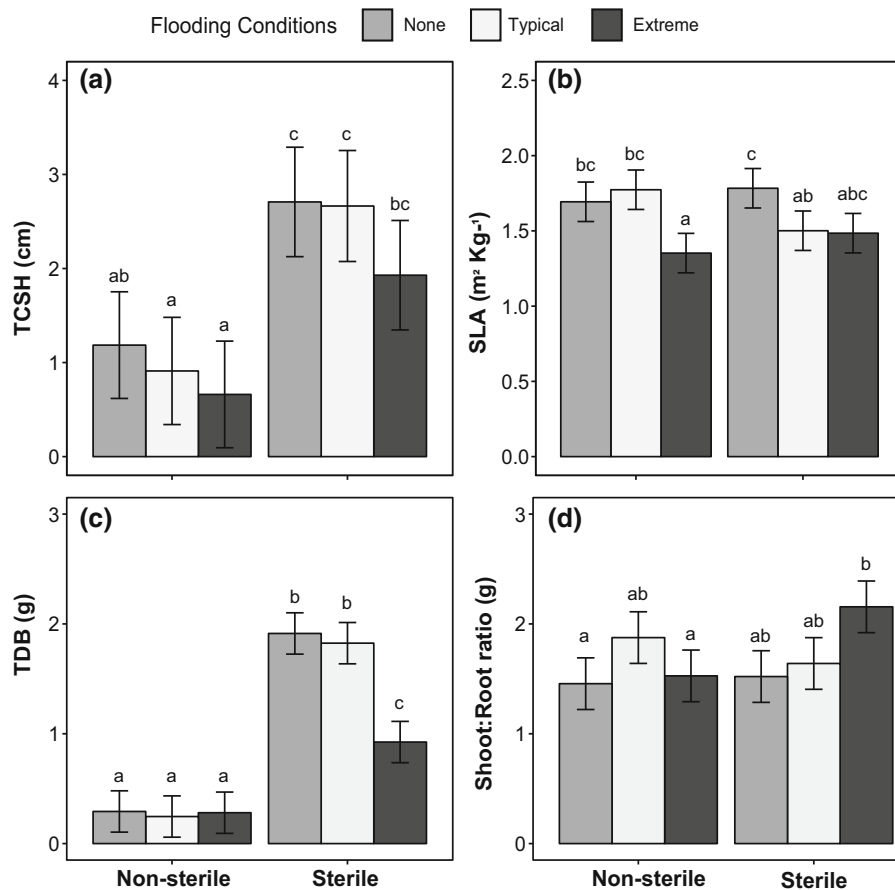 Flooding Conditions None Typical Extreme
(a)
TCSH (cm)
4
3
2
1
0
ab
a
a
c
c
bc
(b)
SLA (m² Kg-¹)
2.5
2.0
1.5
1.0
0.5
0.0
bc
bc
a
c
ab
abc
(c)
TDB (g)
3
2
1
0
a
a
a
b
b
c
Non-sterile Sterile
(d)
Shoot:Root ratio (g)
3
2
1
0
a
ab
a
ab
ab
b
Non-sterile Sterile